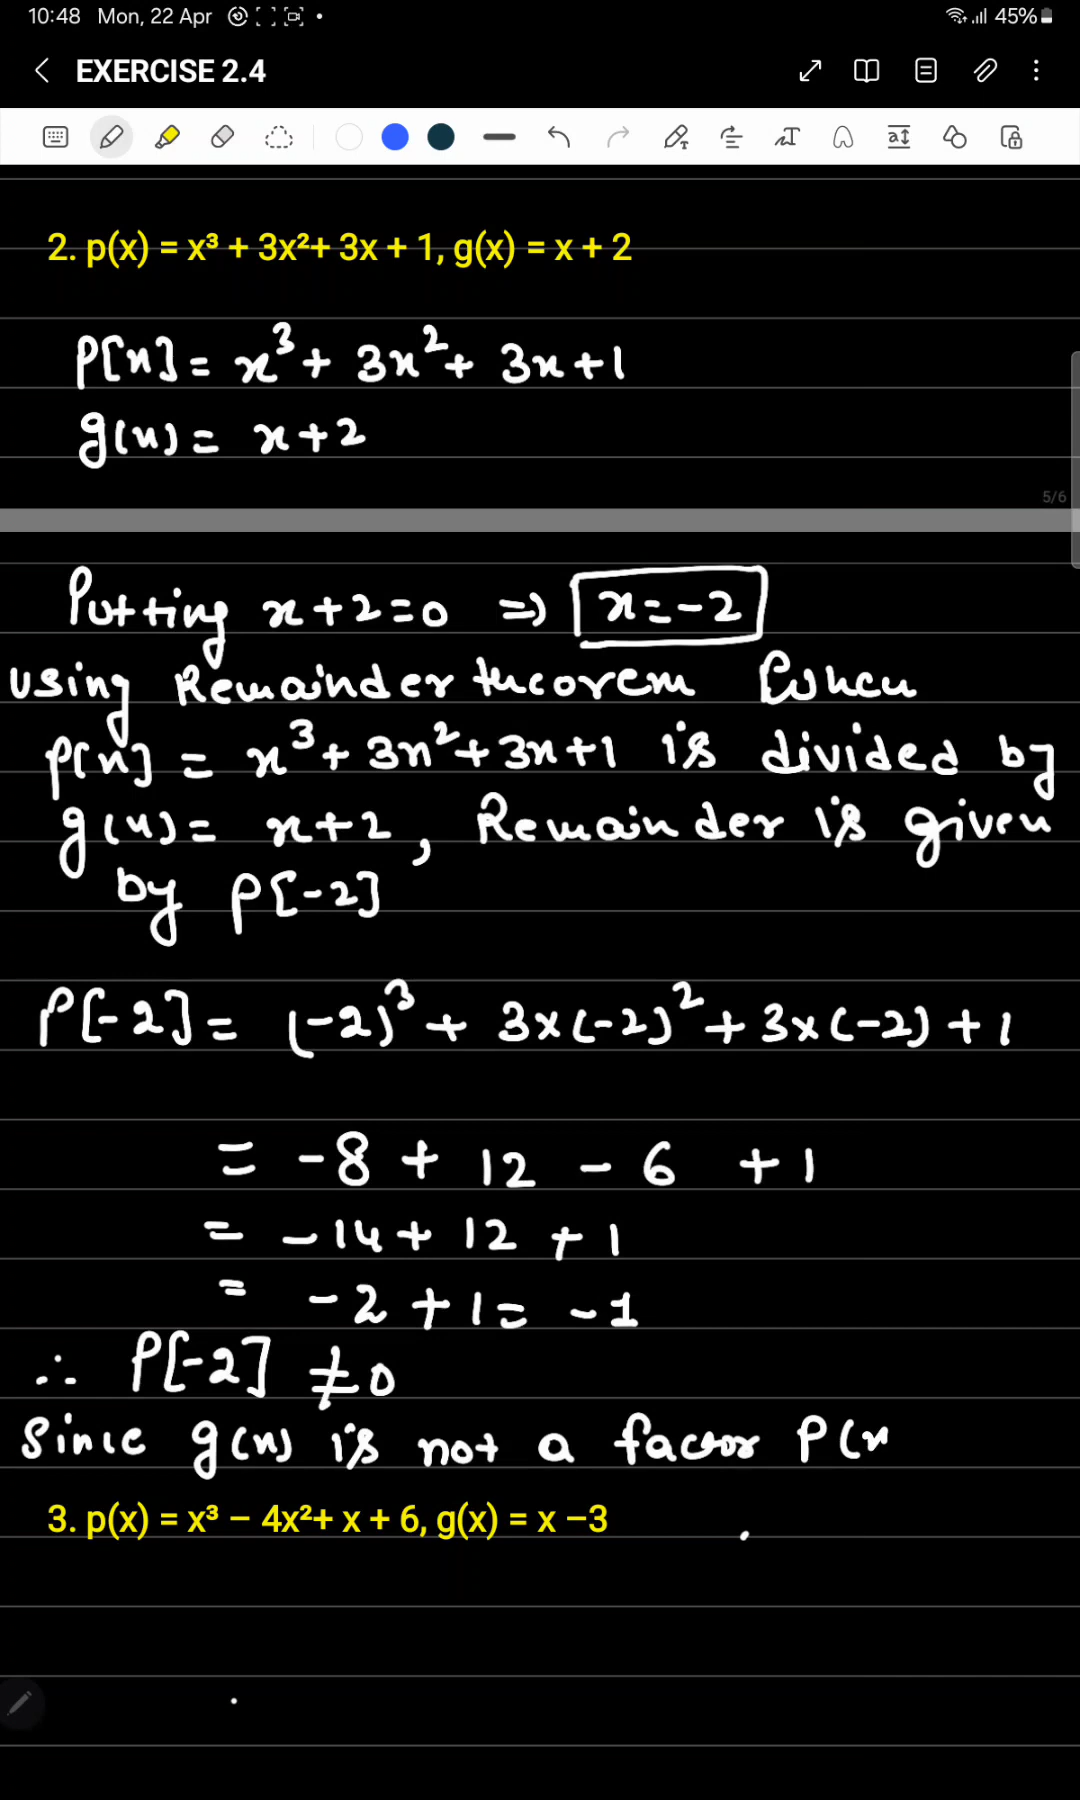 10:48 Mon, 22 Apr 45%
EXERCISE 2.4
2. p(x) = x³ + 3x²+ 3x + 1, g(x) = x + 2
P[x] = x³ + 3x² + 3x + 1
g(x) = x + 2
5/6
Putting x + 2 = 0 ⇒ x = -2
using Remainder theorem when
p[x] = x³ + 3x² + 3x + 1 is divided by
g(x) = x + 2, Remainder is given
by P[-2]
P[-2] = (-2)³ + 3×(-2)² + 3×(-2) + 1
= -8 + 12 - 6 + 1
= -14 + 12 + 1
= -2 + 1 = -1
∴ P[-2] ≠ 0
Since g(x) is not a factor P(x
3. p(x) = x³ – 4x²+ x + 6, g(x) = x –3